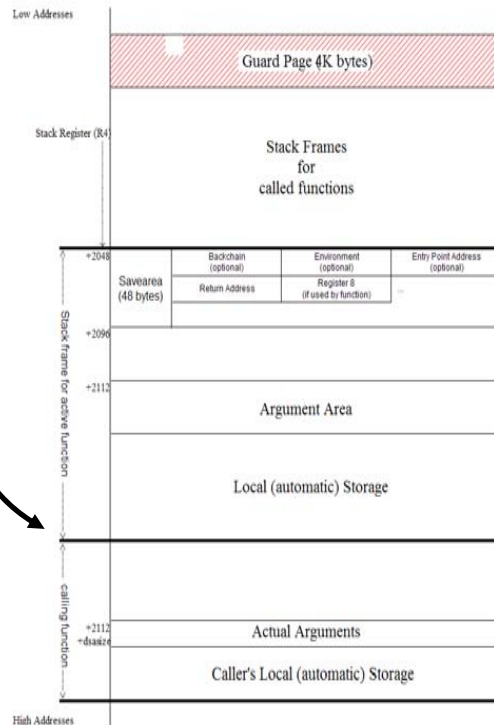 Low Addresses
Guard Page 4K bytes)
Stack Register (R4)
Stack Frames
for
called functions
+2048
Savearea
(48 bytes)
Backchain
(optional)
Environment
(optional)
Entry Point Address
(optional)
Return Address
Register 8
(if used by function)
...
+2096
+2112
Argument Area
Stack frame for active function
Local (automatic) Storage
calling function
+2112
+dsasize
Actual Arguments
Caller's Local (automatic) Storage
High Addresses